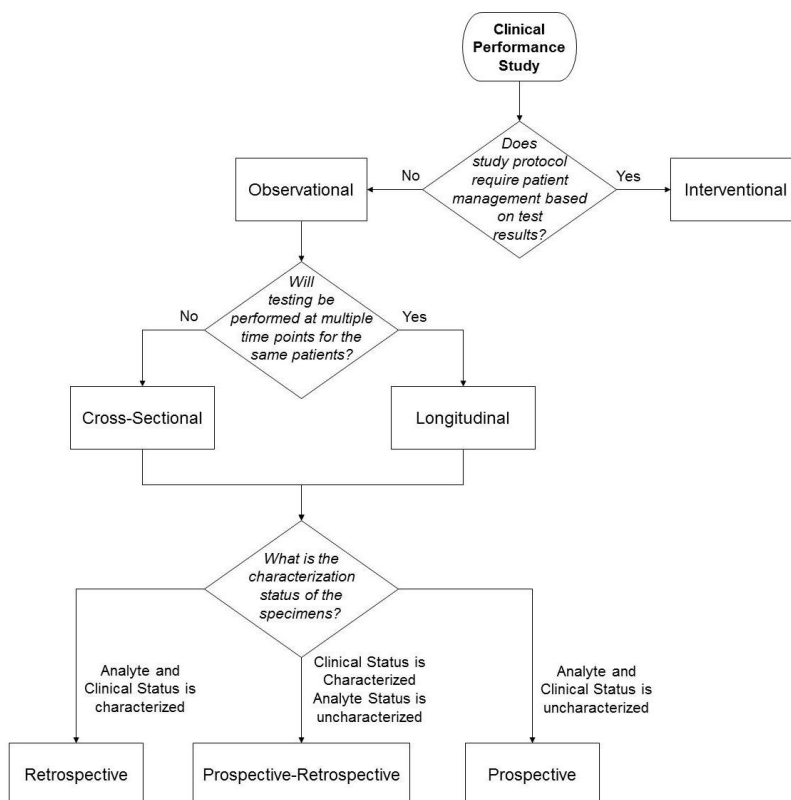 Clinical
Performance
Study
Does
study protocol
require patient
management based
on test
results?
No
Yes
Observational
Interventional
Will
testing be
performed at multiple
time points for the
same patients?
No
Yes
Cross-Sectional
Longitudinal
What is the
characterization
status of the
specimens?
Analyte and
Clinical Status is
characterized
Clinical Status is
Characterized
Analyte Status is
uncharacterized
Analyte and
Clinical Status is
uncharacterized
Retrospective
Prospective-Retrospective
Prospective